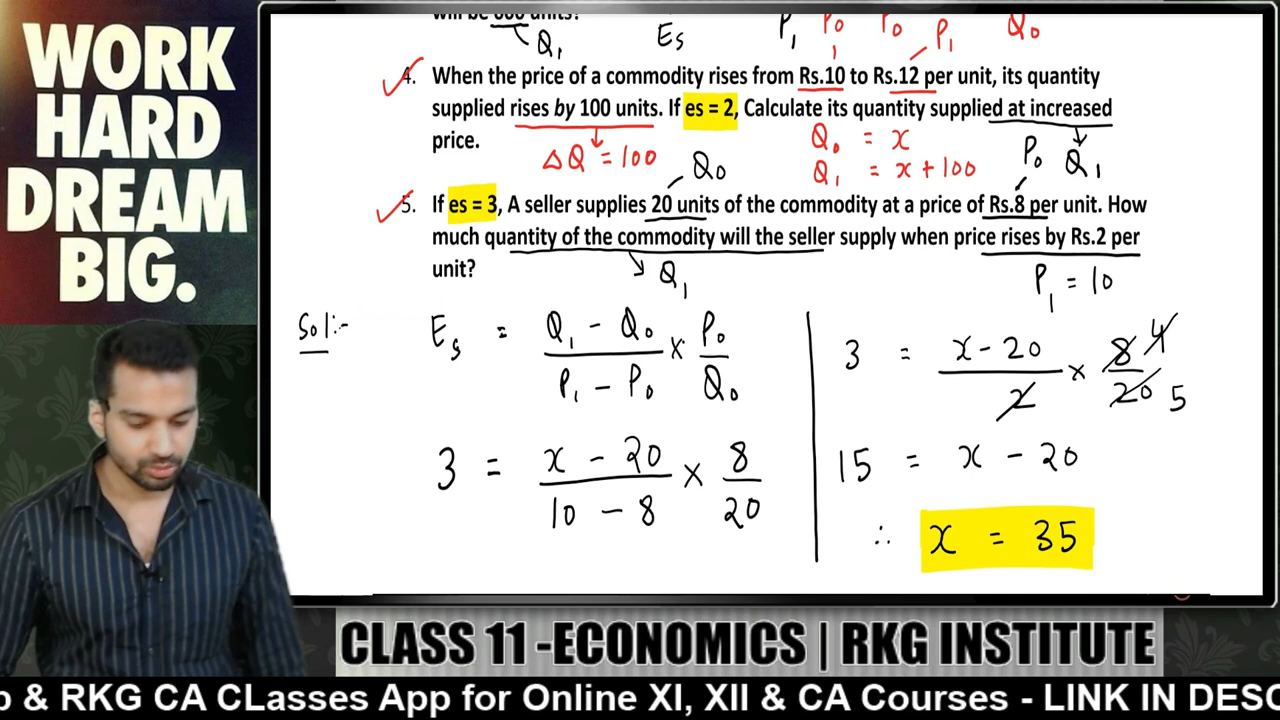 WORK
HARD
DREAM
BIG.
will be 600 units?
Q₁ Es P₁ P₀ P₀ P₁ Q₀
4. When the price of a commodity rises from Rs.10 to Rs.12 per unit, its quantity
supplied rises by 100 units. If es = 2, Calculate its quantity supplied at increased
price.
ΔQ = 100 Q₀ Q₀ = x P₀ Q₁
Q₁ = x + 100
5. If es = 3, A seller supplies 20 units of the commodity at a price of Rs.8 per unit. How
much quantity of the commodity will the seller supply when price rises by Rs.2 per
unit?
Q₁ P₁ = 10
Sol:-
Es = Q₁ - Q₀ / P₁ - P₀ × P₀ / Q₀
3 = x - 20 / 10 - 8 × 8 / 20
3 = x - 20 / 2 × 8 4 / 20 5
15 = x - 20
∴ x = 35
CLASS 11 -ECONOMICS | RKG INSTITUTE
& RKG CA CLasses App for Online XI, XII & CA Courses - LINK IN